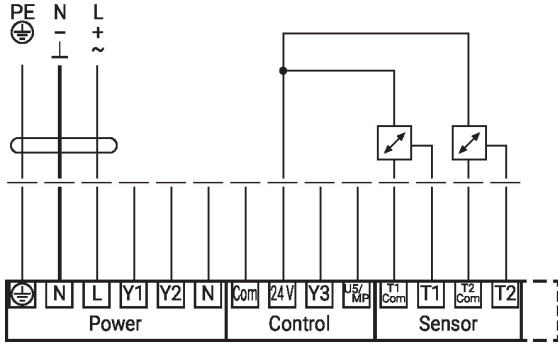 PE N L
− +
⊥ ~
N L Y1 Y2 N Com 24V Y3 U5/MP T1 Com T1 T2 Com T2
Power Control Sensor